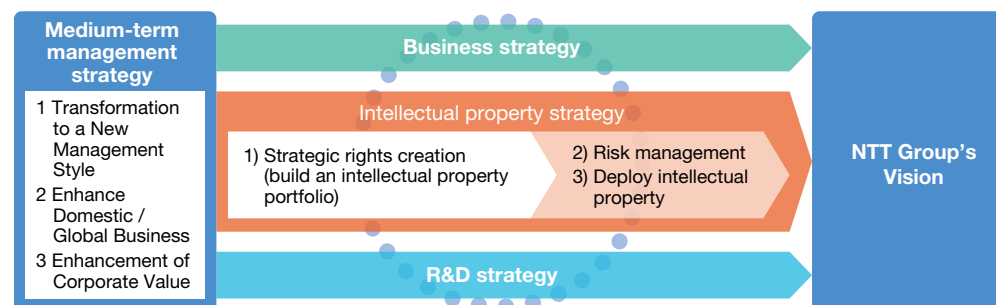 Medium-term
management
strategy
1 Transformation
to a New
Management
Style
2 Enhance
Domestic /
Global Business
3 Enhancement of
Corporate Value
Business strategy
Intellectual property strategy
1) Strategic rights creation
(build an intellectual property
portfolio)
2) Risk management
3) Deploy intellectual
property
R&D strategy
NTT Group's
Vision